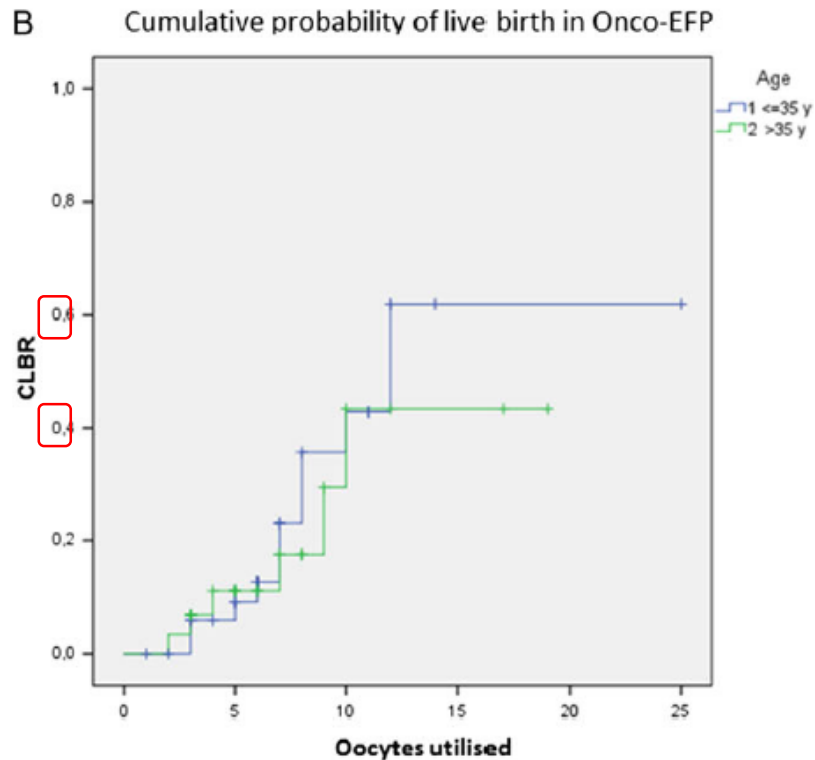 B
Cumulative probability of live birth in Onco-EFP
Age
1 <=35 y
2 >35 y
1,0
0,8
0,6
0,4
0,2
0,0
CLBR
0 5 10 15 20 25
Oocytes utilised